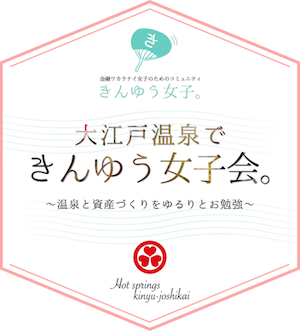 き
金融ワカラナイ女子のためのコミュニティ
きんゆう女子。
大江戸温泉で
きんゆう女子会。
〜温泉と資産づくりをゆるりとお勉強〜
Hot springs
kinyu-joshikai